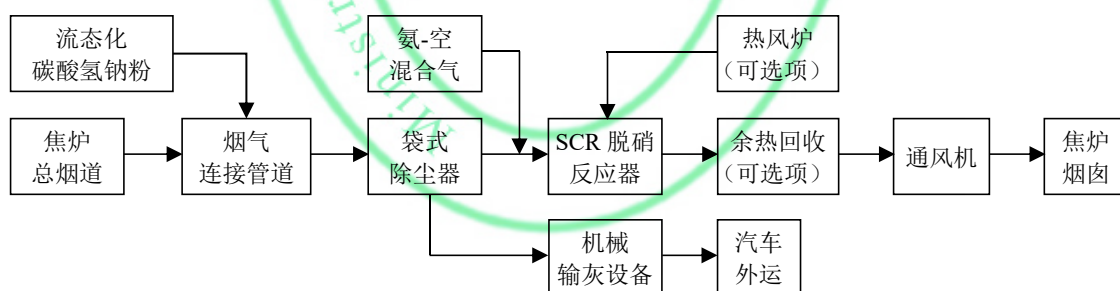 流态化
碳酸氢钠粉
氨-空
混合气
热风炉
（可选项）
焦炉
总烟道
烟气
连接管道
袋式
除尘器
SCR 脱硝
反应器
余热回收
（可选项）
通风机
焦炉
烟囱
机械
输灰设备
汽车
外运
Ministr